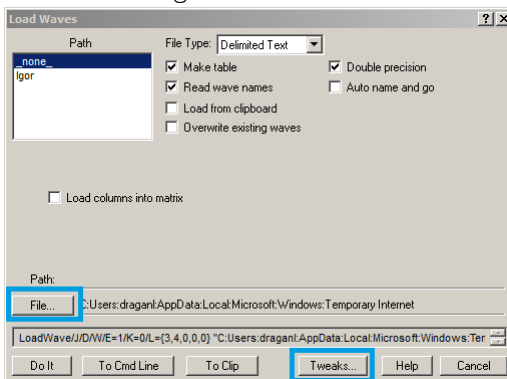 Load Waves
Path
File Type: Delimited Text
_none_
Igor
Make table
Double precision
Read wave names
Auto name and go
Load from clipboard
Overwrite existing waves
Load columns into matrix
Path:
File... C:Users:draganl:AppData:Local:Microsoft:Windows:Temporary Internet
LoadWave/J/D/W/E=1/K=0/L={3,4,0,0,0} "C:Users:draganl:AppData:Local:Microsoft:Windows:Ter
Do It To Cmd Line To Clip Tweaks... Help Cancel